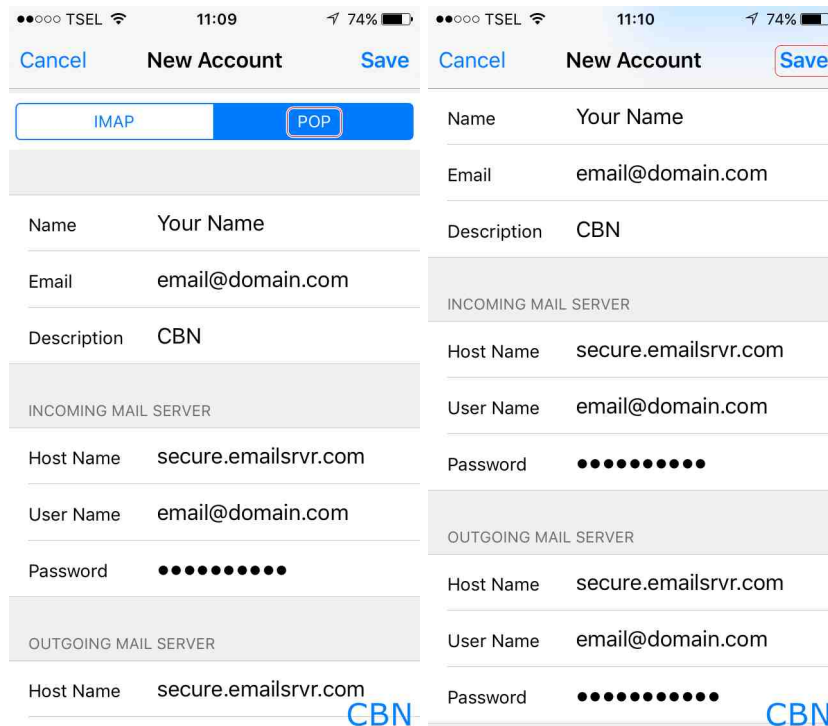 ●●○○○ TSEL 11:09 74%
Cancel New Account Save
IMAP POP
Name Your Name
Email email@domain.com
Description CBN
INCOMING MAIL SERVER
Host Name secure.emailsrvr.com
User Name email@domain.com
Password ●●●●●●●●●●
OUTGOING MAIL SERVER
Host Name secure.emailsrvr.com
CBN
●●○○○ TSEL 11:10 74%
Cancel New Account Save
Name Your Name
Email email@domain.com
Description CBN
INCOMING MAIL SERVER
Host Name secure.emailsrvr.com
User Name email@domain.com
Password ●●●●●●●●●●
OUTGOING MAIL SERVER
Host Name secure.emailsrvr.com
User Name email@domain.com
Password ●●●●●●●●●●●
CBN